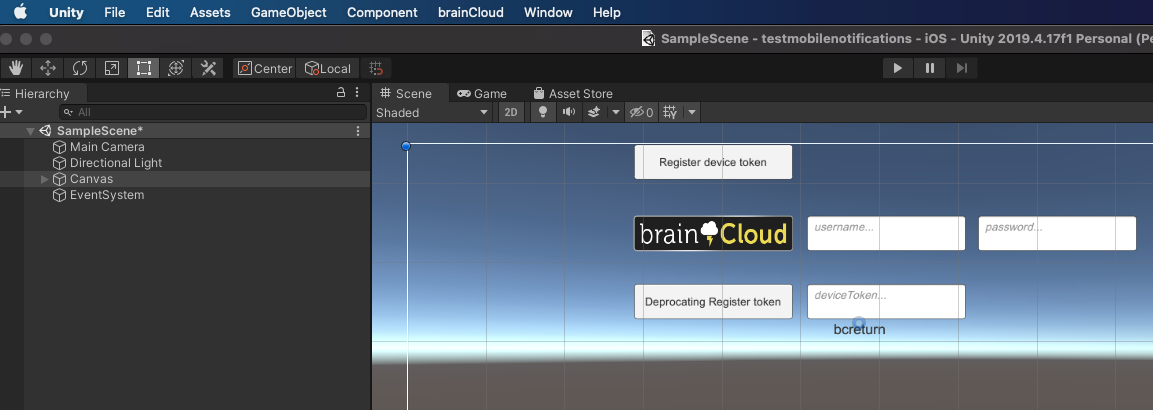 Unity File Edit Assets GameObject Component brainCloud Window Help
SampleScene - testmobilenotifications - iOS - Unity 2019.4.17f1 Personal (Pe
Center Local
Hierarchy
All
SampleScene*
Main Camera
Directional Light
Canvas
EventSystem
Scene Game Asset Store
Shaded 2D 0
Register device token
brainCloud username... password...
Deprocating Register token deviceToken...
bcreturn